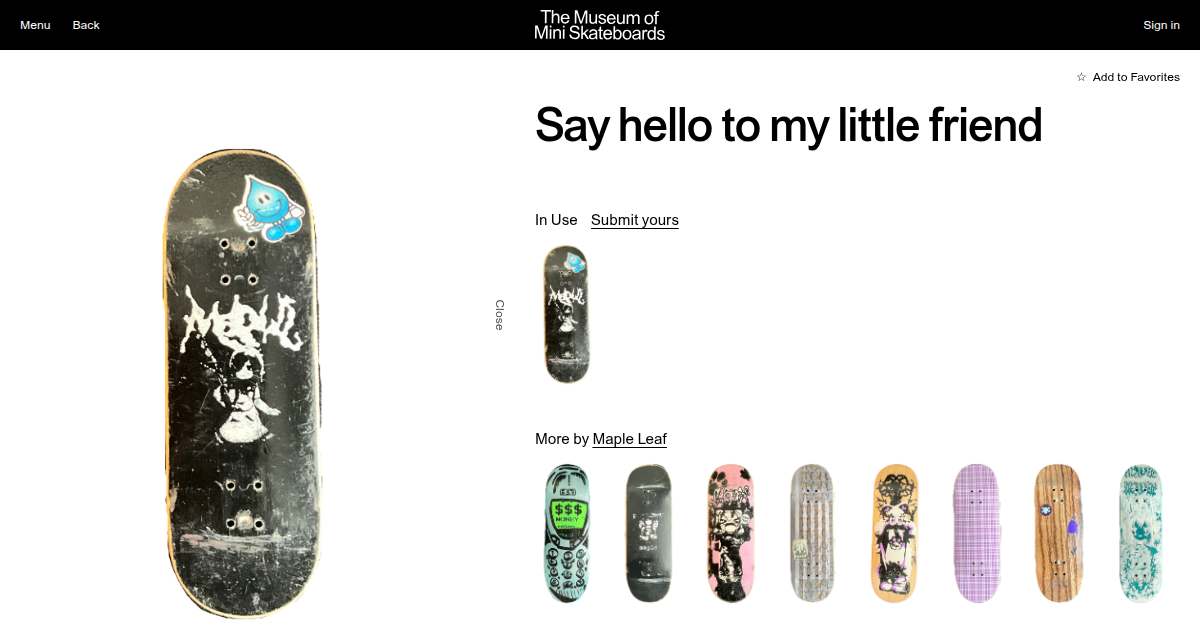 Menu
Back
The Museum of
Mini Skateboards
Sign in
☆ Add to Favorites
Say hello to my little friend
In Use
Submit yours
Close
More by Maple Leaf
$$$
MONEY